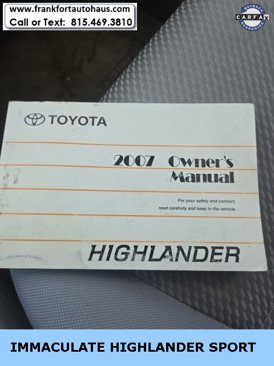 www.frankfortautohaus.com
Call or Text: 815.469.3810
CARFAX
TOYOTA
2007 Owner's
Manual
For your safety and comfort,
read carefully and keep in the vehicle.
HIGHLANDER
IMMACULATE HIGHLANDER SPORT